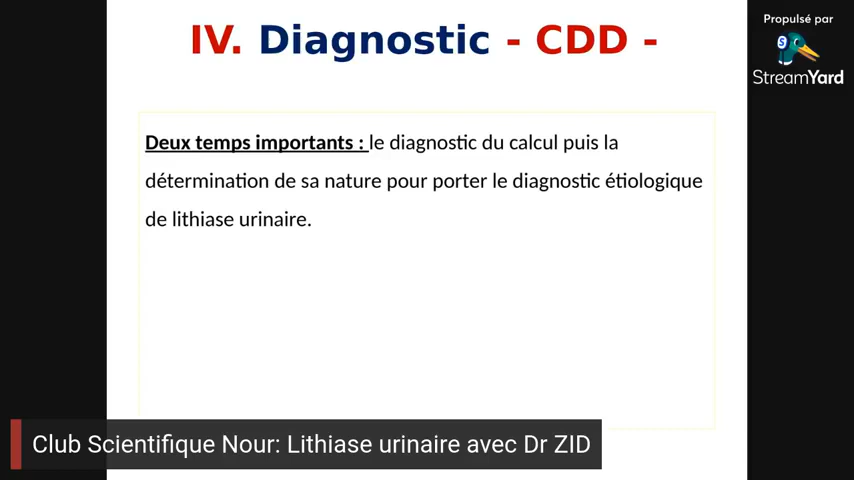 IV. Diagnostic - CDD -
Propulsé par
StreamYard
Deux temps importants : le diagnostic du calcul puis la
détermination de sa nature pour porter le diagnostic étiologique
de lithiase urinaire.
Club Scientifique Nour: Lithiase urinaire avec Dr ZID